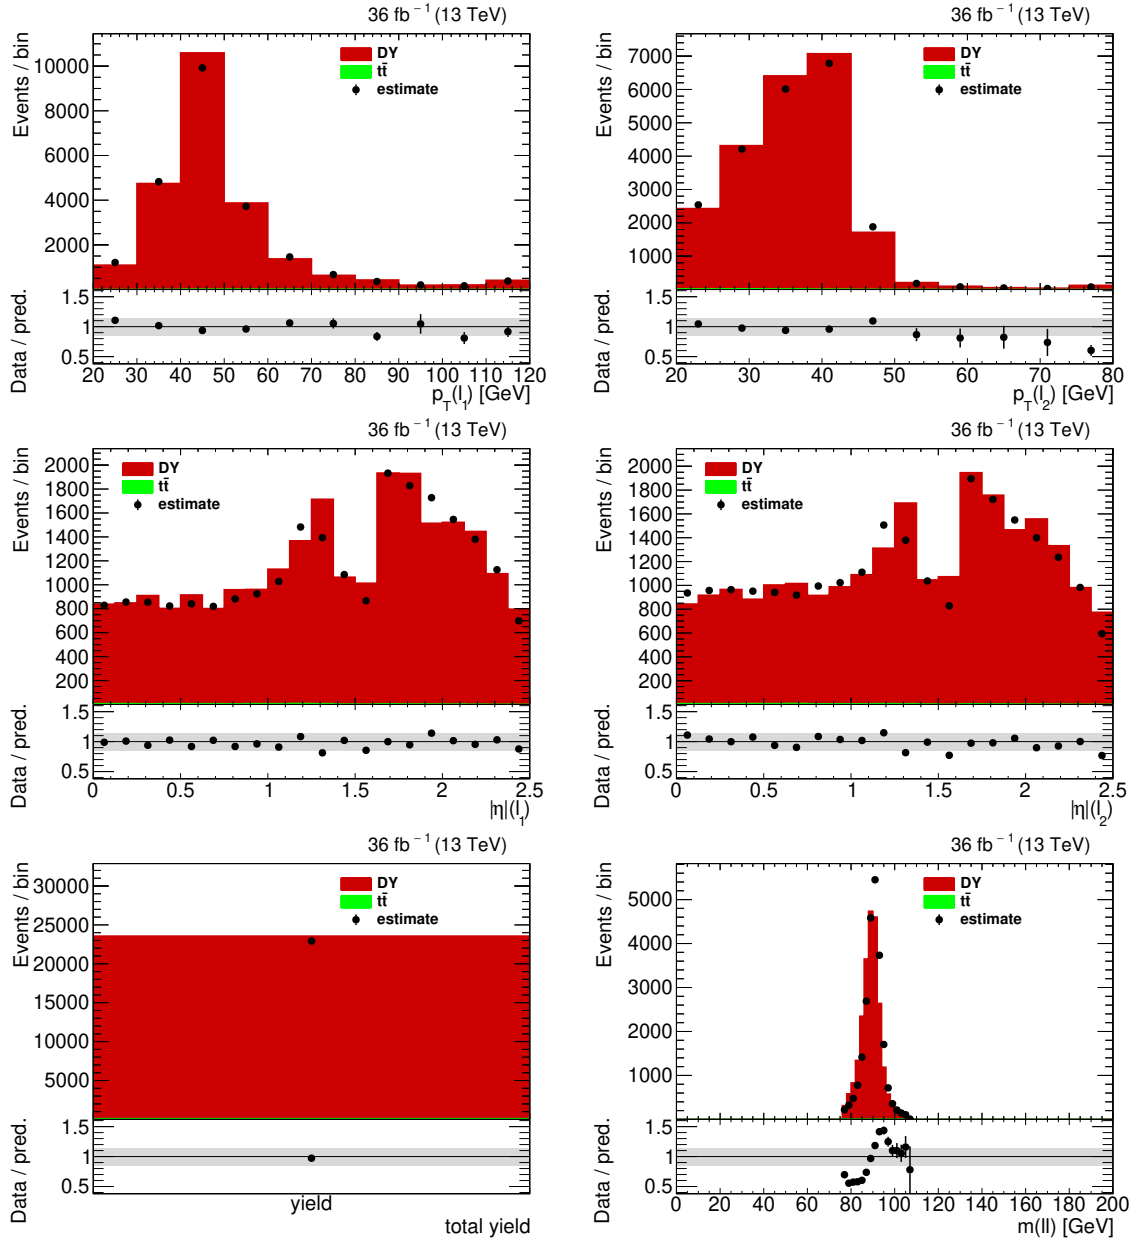 36 fb⁻¹ (13 TeV)
Events / bin
10000
8000
6000
4000
2000
DY
tt̄
estimate
Data / pred.
1.5
1
0.5
20 30 40 50 60 70 80 90 100 110 120
p_T(l_1) [GeV]
36 fb⁻¹ (13 TeV)
Events / bin
7000
6000
5000
4000
3000
2000
1000
DY
tt̄
estimate
Data / pred.
1.5
1
0.5
20 30 40 50 60 70 80
p_T(l_2) [GeV]
36 fb⁻¹ (13 TeV)
Events / bin
2000
1800
1600
1400
1200
1000
800
600
400
200
DY
tt̄
estimate
Data / pred.
1.5
1
0.5
0 0.5 1 1.5 2 2.5
|η|(l_1)
36 fb⁻¹ (13 TeV)
Events / bin
2000
1800
1600
1400
1200
1000
800
600
400
200
DY
tt̄
estimate
Data / pred.
1.5
1
0.5
0 0.5 1 1.5 2 2.5
|η|(l_2)
36 fb⁻¹ (13 TeV)
Events / bin
30000
25000
20000
15000
10000
5000
DY
tt̄
estimate
Data / pred.
1.5
1
0.5
yield
total yield
36 fb⁻¹ (13 TeV)
Events / bin
5000
4000
3000
2000
1000
DY
tt̄
estimate
Data / pred.
1.5
1
0.5
0 20 40 60 80 100 120 140 160 180 200
m(ll) [GeV]